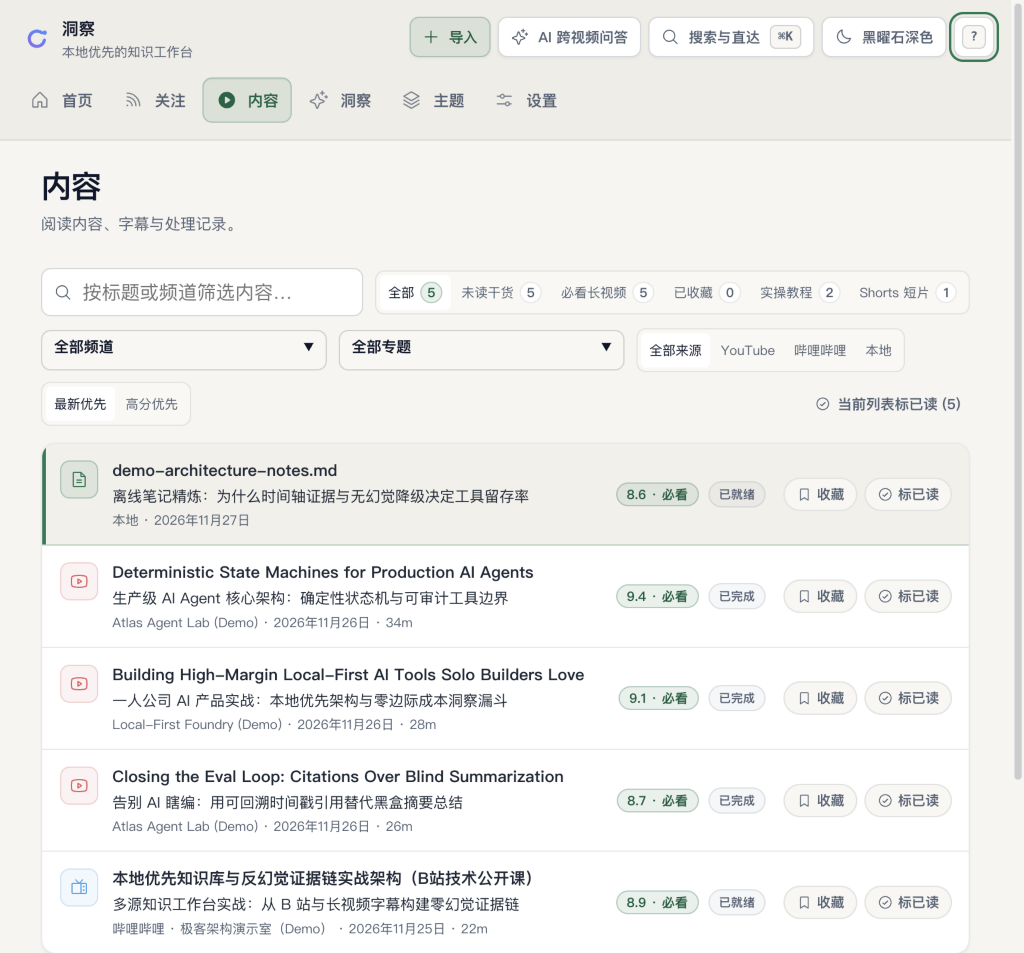 洞察
本地优先的知识工作台
导入
AI 跨视频问答
搜索与直达 ⌘K
黑曜石深色
?
首页
关注
内容
洞察
主题
设置
内容
阅读内容、字幕与处理记录。
按标题或频道筛选内容…
全部 5
未读干货 5
必看长视频 5
已收藏 0
实操教程 2
Shorts 短片 1
全部频道 ▼
全部专题 ▼
全部来源
YouTube
哔哩哔哩
本地
最新优先
高分优先
当前列表标已读 (5)
demo-architecture-notes.md
离线笔记精炼：为什么时间轴证据与无幻觉降级决定工具留存率
本地 · 2026年11月27日
8.6 · 必看
已就绪
收藏
标已读
Deterministic State Machines for Production AI Agents
生产级 AI Agent 核心架构：确定性状态机与可审计工具边界
Atlas Agent Lab (Demo) · 2026年11月26日 · 34m
9.4 · 必看
已完成
收藏
标已读
Building High-Margin Local-First AI Tools Solo Builders Love
一人公司 AI 产品实战：本地优先架构与零边际成本洞察漏斗
Local-First Foundry (Demo) · 2026年11月26日 · 28m
9.1 · 必看
已完成
收藏
标已读
Closing the Eval Loop: Citations Over Blind Summarization
告别 AI 瞎编：用可回溯时间戳引用替代黑盒摘要总结
Atlas Agent Lab (Demo) · 2026年11月26日 · 26m
8.7 · 必看
已完成
收藏
标已读
本地优先知识库与反幻觉证据链实战架构（B站技术公开课）
多源知识工作台实战：从 B 站与长视频字幕构建零幻觉证据链
哔哩哔哩 · 极客架构演示室（Demo） · 2026年11月25日 · 22m
8.9 · 必看
已就绪
收藏
标已读